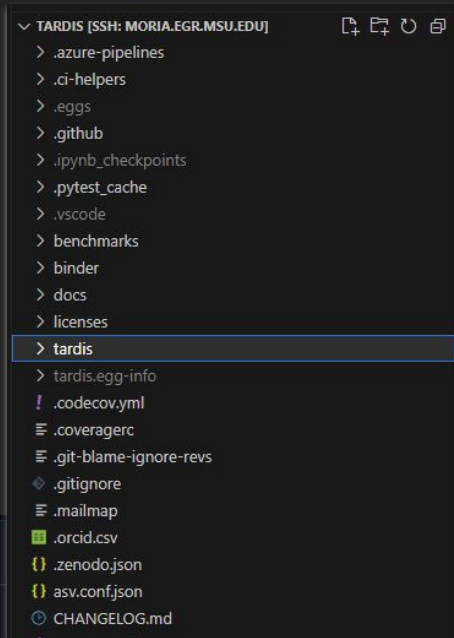 TARDIS [SSH: MORIA.EGR.MSU.EDU]
.azure-pipelines
.ci-helpers
.eggs
.github
.ipynb_checkpoints
.pytest_cache
.vscode
benchmarks
binder
docs
licenses
tardis
tardis.egg-info
.codecov.yml
.coveragerc
.git-blame-ignore-revs
.gitignore
.mailmap
.orcid.csv
.zenodo.json
asv.conf.json
CHANGELOG.md